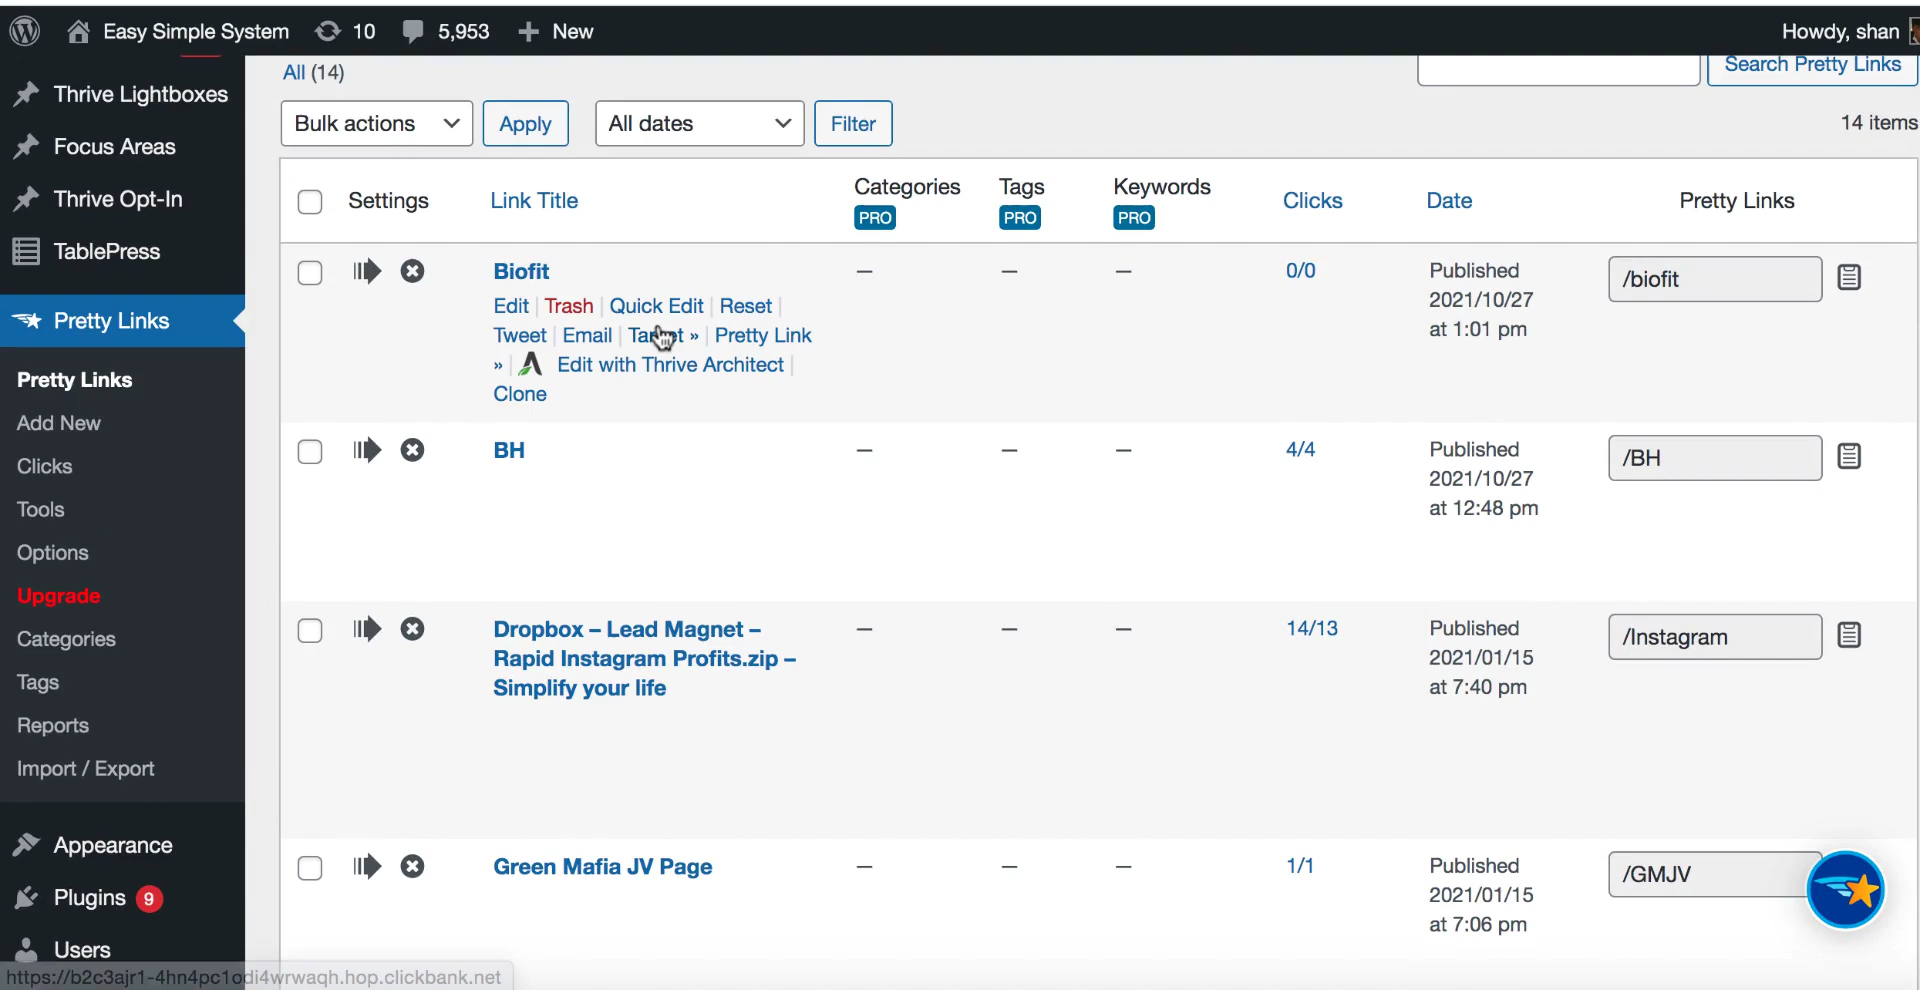 Easy Simple System 10 5,953 New Howdy, shan
Thrive Lightboxes
Focus Areas
Thrive Opt-In
TablePress
Pretty Links
Pretty Links
Add New
Clicks
Tools
Options
Upgrade
Categories
Tags
Reports
Import / Export
Appearance
Plugins 9
Users
All (14) Search Pretty Links
Bulk actions Apply All dates Filter 14 items
Settings Link Title Categories PRO Tags PRO Keywords PRO Clicks Date Pretty Links
Biofit — — — 0/0 Published /biofit
Edit | Trash | Quick Edit | Reset | 2021/10/27
Tweet | Email | Target » | Pretty Link at 1:01 pm
» | Edit with Thrive Architect |
Clone
BH — — — 4/4 Published /BH
2021/10/27
at 12:48 pm
Dropbox – Lead Magnet – — — — 14/13 Published /Instagram
Rapid Instagram Profits.zip – 2021/01/15
Simplify your life at 7:40 pm
Green Mafia JV Page — — — 1/1 Published /GMJV
2021/01/15
at 7:06 pm
https://b2c3ajr1-4hn4pc1odi4wrwaqh.hop.clickbank.net